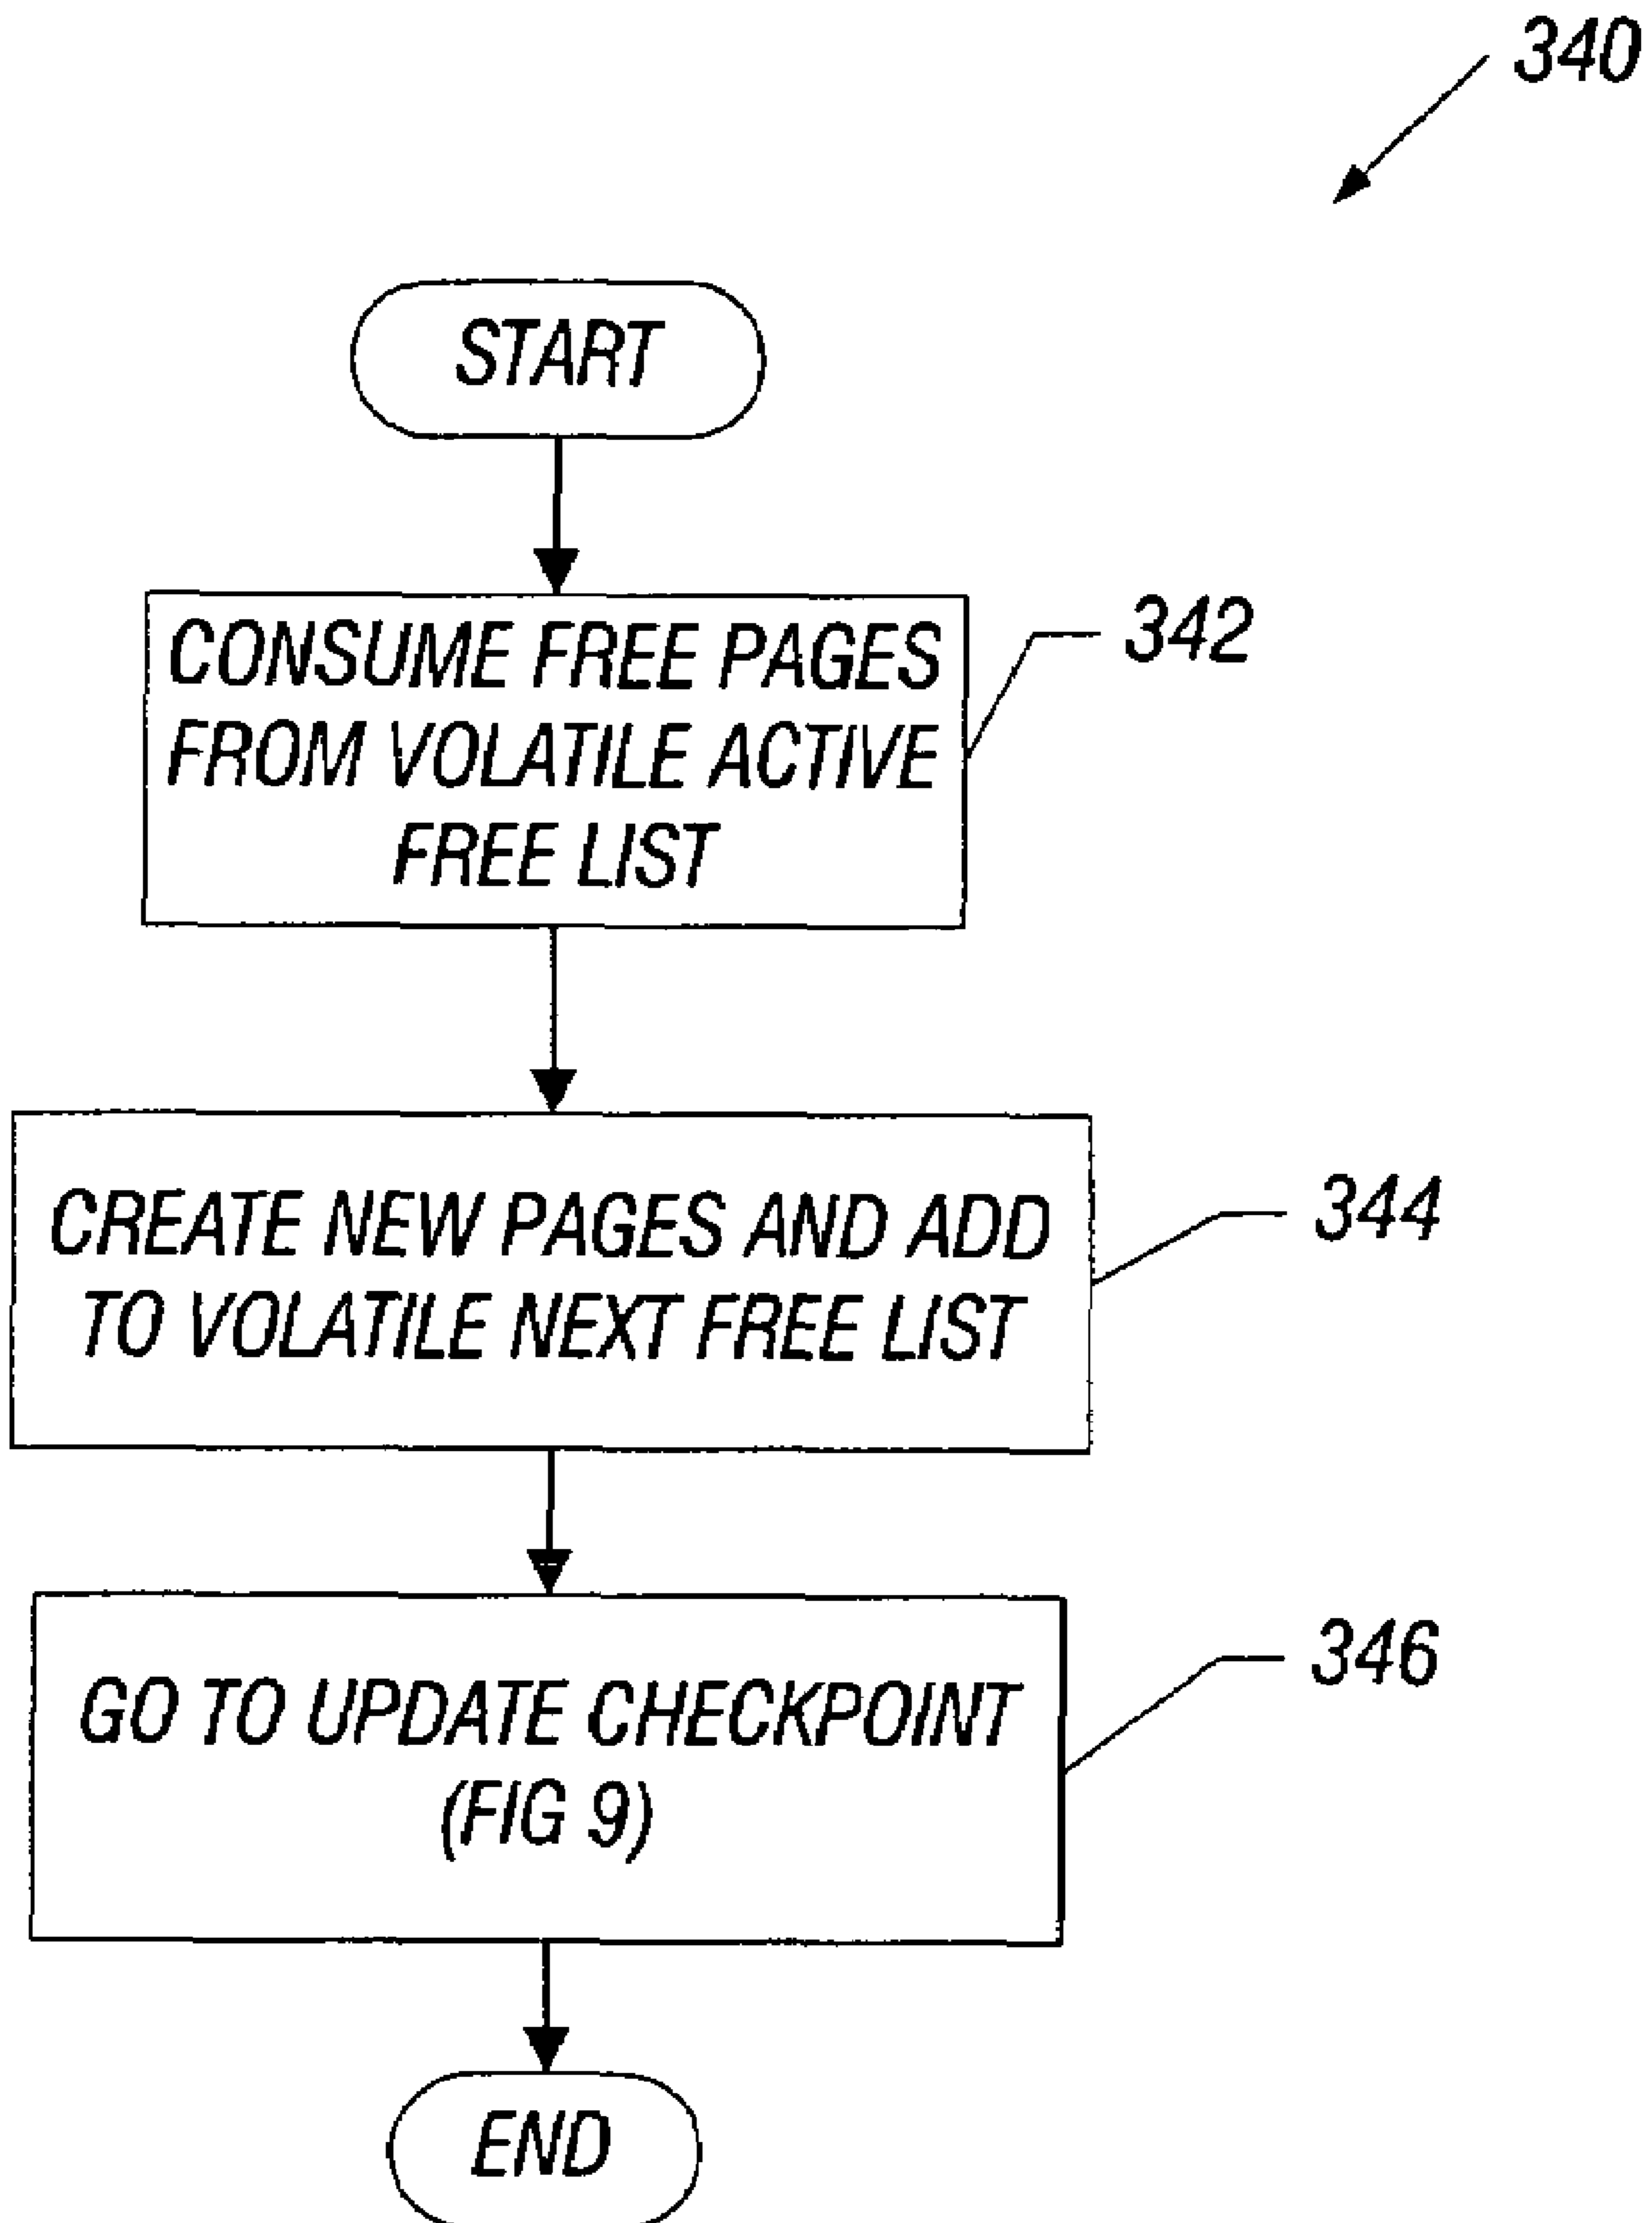 340
START
CONSUME FREE PAGES
FROM VOLATILE ACTIVE
FREE LIST
342
CREATE NEW PAGES AND ADD
TO VOLATILE NEXT FREE LIST
344
GO TO UPDATE CHECKPOINT
(FIG 9)
346
END